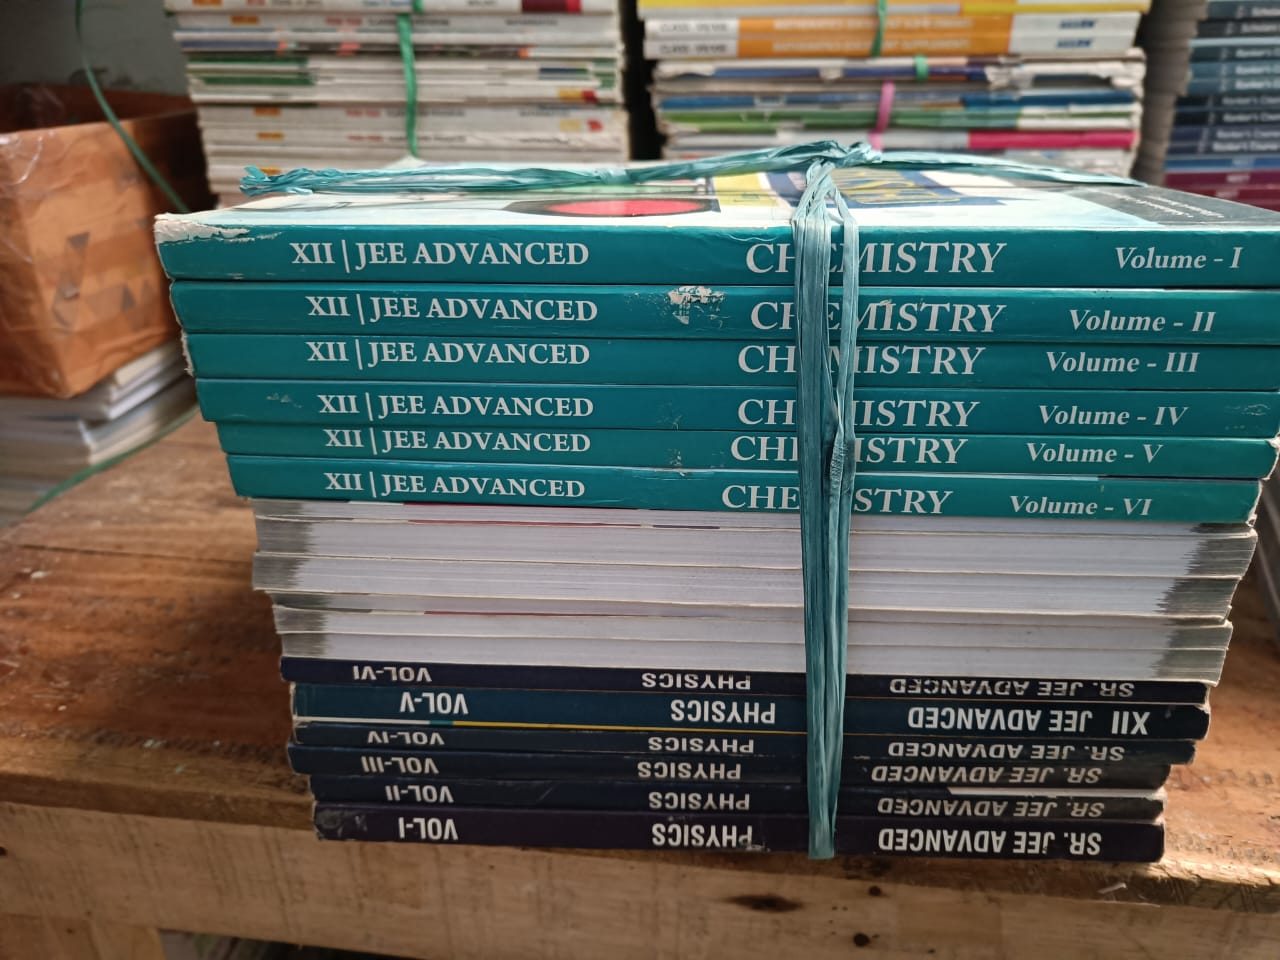 XII | JEE ADVANCED CHEMISTRY Volume - I
XII | JEE ADVANCED CHEMISTRY Volume - II
XII | JEE ADVANCED CHEMISTRY Volume - III
XII | JEE ADVANCED CHEMISTRY Volume - IV
XII | JEE ADVANCED CHEMISTRY Volume - V
XII | JEE ADVANCED CHEMISTRY Volume - VI
SR. JEE ADVANCED PHYSICS VOL-VI
XII JEE ADVANCED PHYSICS VOL-V
SR. JEE ADVANCED PHYSICS VOL-IV
SR. JEE ADVANCED PHYSICS VOL-III
SR. JEE ADVANCED PHYSICS VOL-II
SR. JEE ADVANCED PHYSICS VOL-I